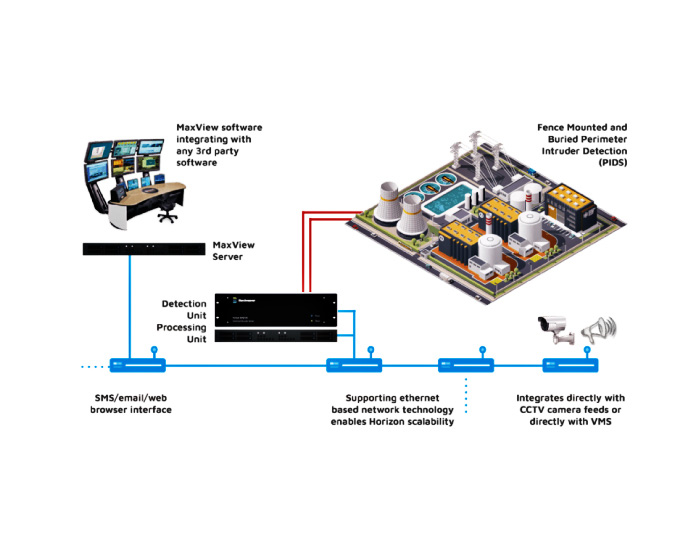 MaxView software
integrating with
any 3rd party
software
Fence Mounted and
Buried Perimeter
Intruder Detection
(PIDS)
MaxView
Server
Detection
Unit
Processing
Unit
SMS/email/web
browser interface
Supporting ethernet
based network technology
enables Horizon scalability
Integrates directly with
CCTV camera feeds or
directly with VMS